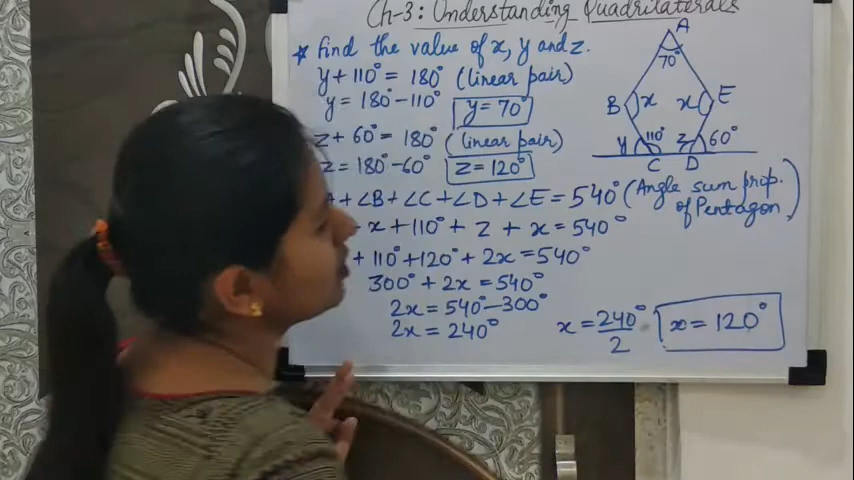 Ch-3: Understanding Quadrilaterals
* find the value of x, y and z.
y + 110° = 180° (linear pair)
y = 180° - 110° y = 70°
z + 60° = 180° (linear pair)
z = 180° - 60° z = 120°
+ ∠B + ∠C + ∠D + ∠E = 540° (Angle sum prop. of Pentagon)
x + 110° + z + x = 540°
+ 110° + 120° + 2x = 540°
300° + 2x = 540°
2x = 540° - 300°
2x = 240°
x = 240°/2 x = 120°
A
70°
B x x E
y 110° z 60°
C D